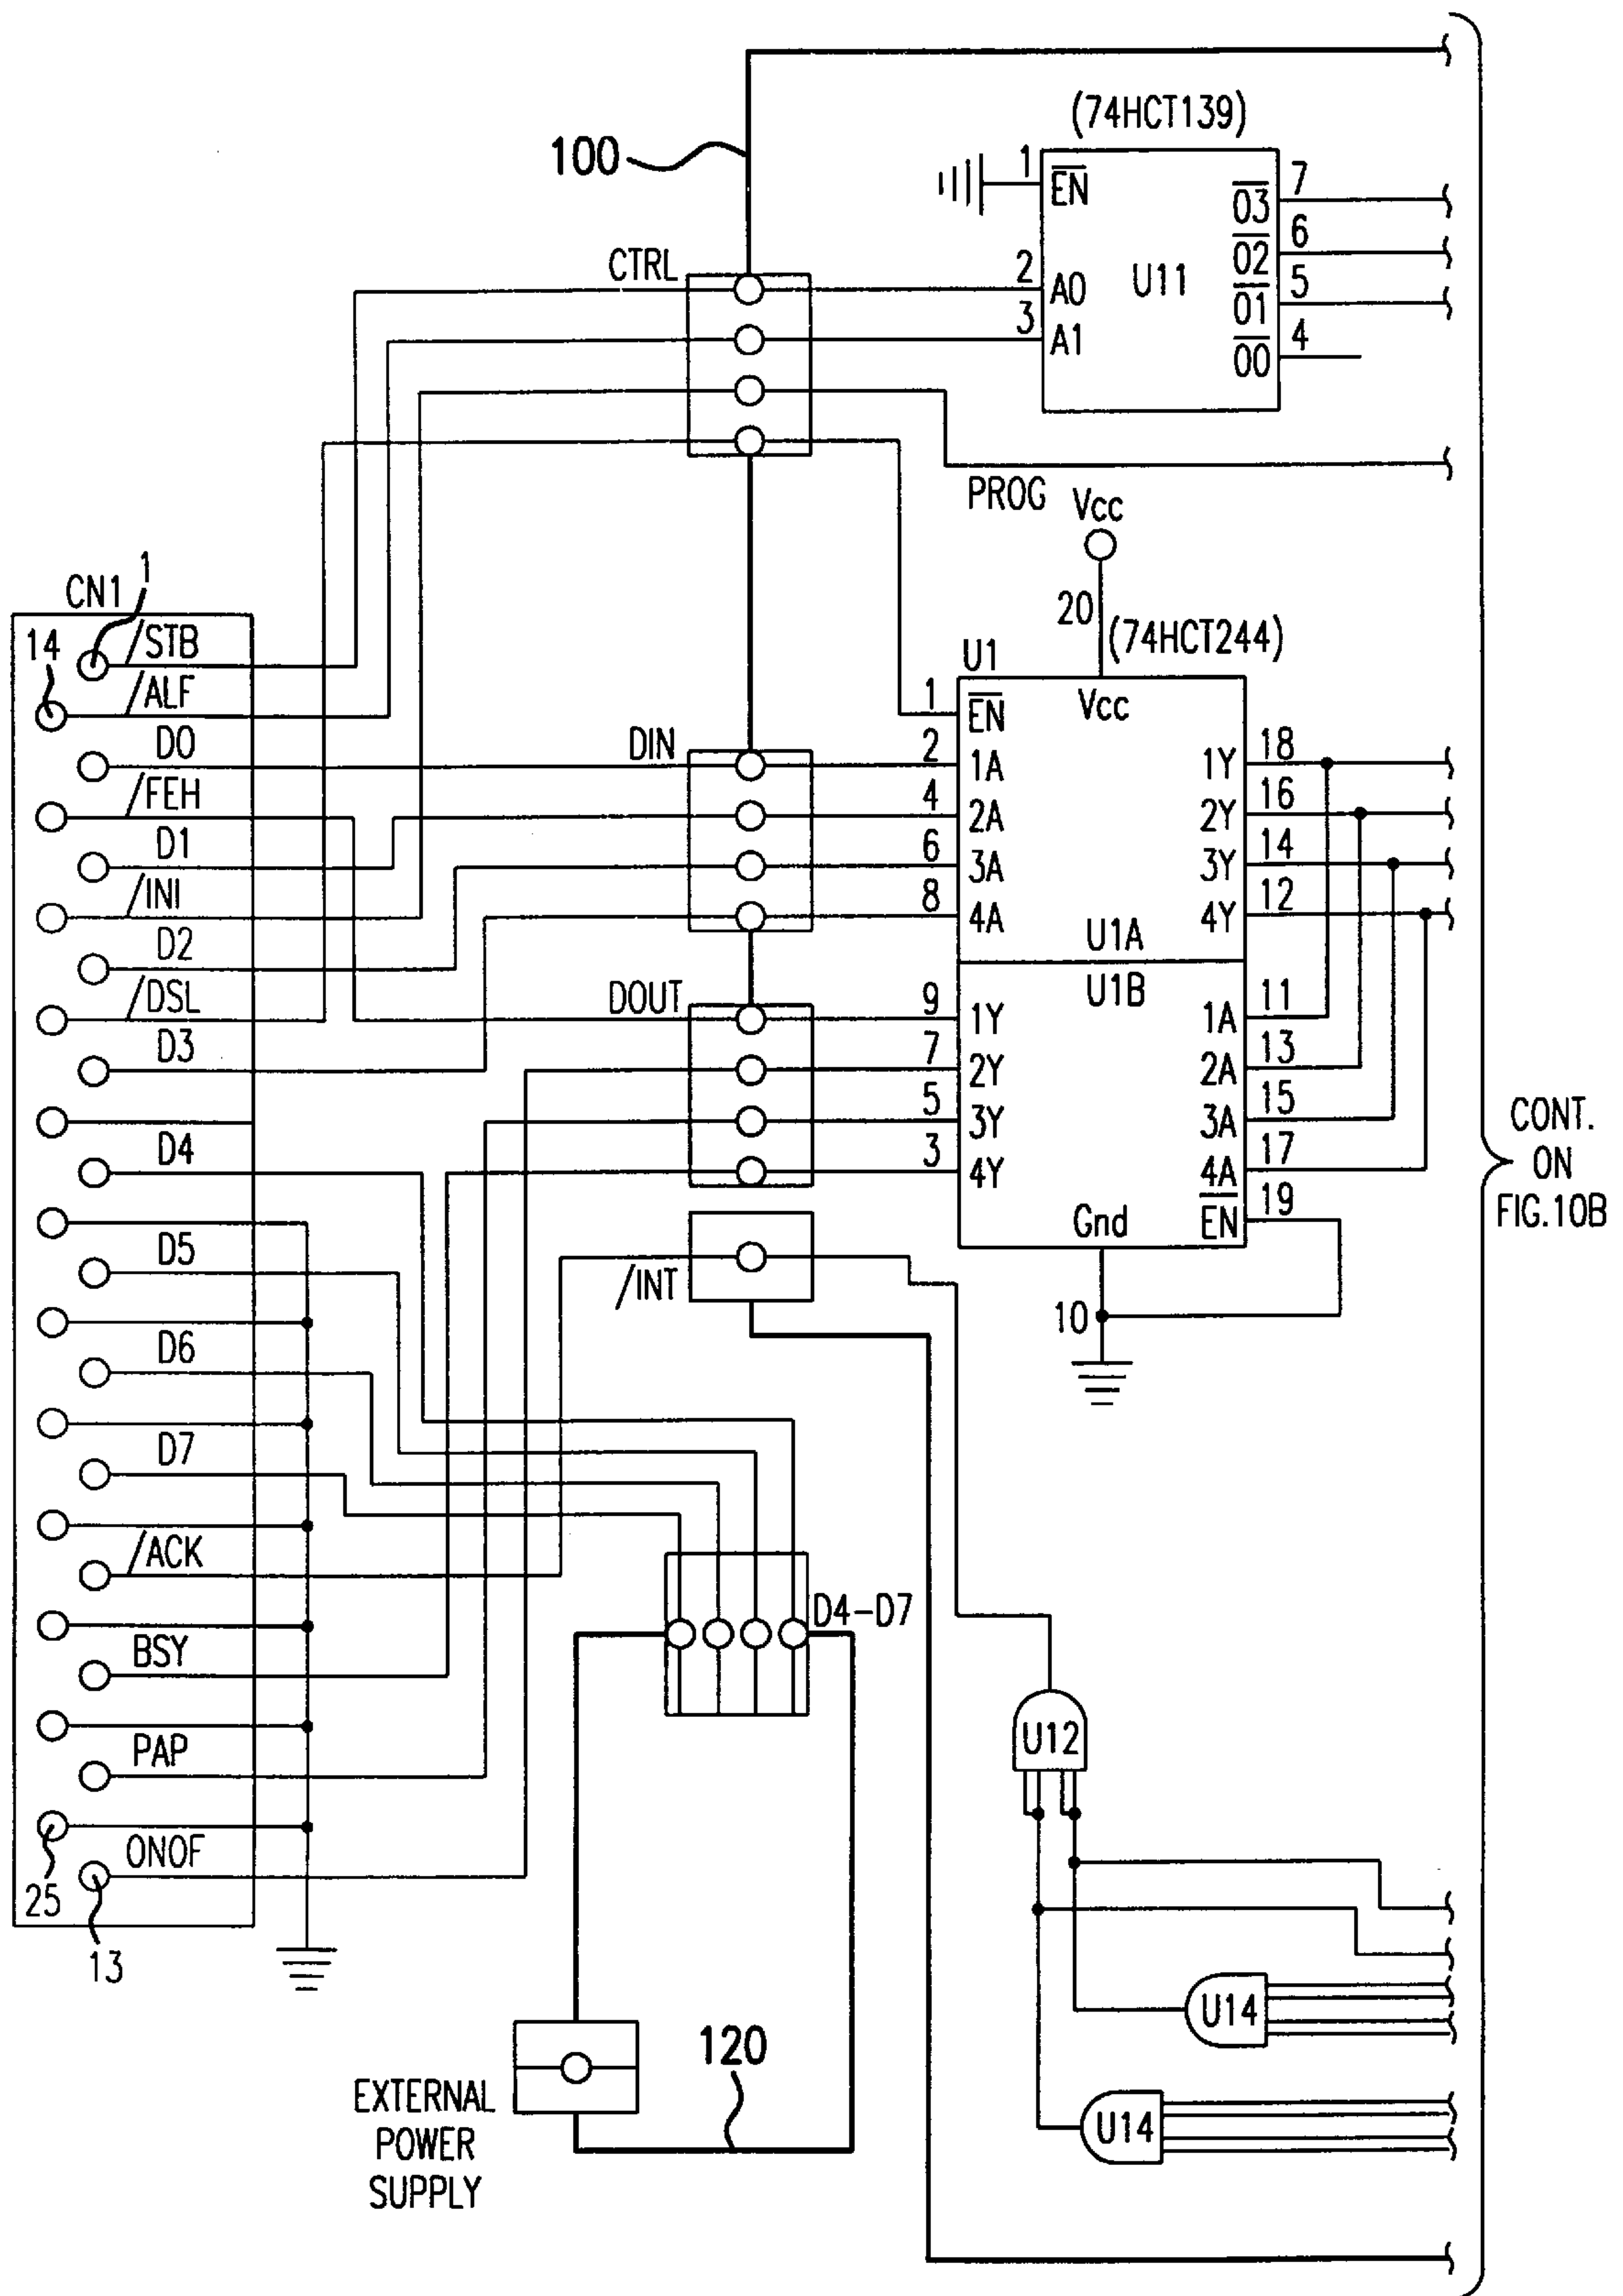 100
(74HCT139)
1
EN
O3
7
O2
6
CTRL
2
A0
U11
O1
5
3
A1
O0
4
PROG
Vcc
20
(74HCT244)
CN1
1
14
/STB
/ALF
D0
/FEH
D1
/INI
D2
/DSL
D3
D4
D5
D6
D7
/ACK
BSY
PAP
25
ONOF
13
U1
Vcc
1
EN
DIN
2
1A
1Y
18
4
2A
2Y
16
6
3A
3Y
14
8
4A
4Y
12
U1A
U1B
DOUT
9
1Y
1A
11
7
2Y
2A
13
5
3Y
3A
15
3
4Y
4A
17
Gnd
EN
19
/INT
10
CONT.
ON
FIG.10B
D4-D7
U12
U14
U14
120
EXTERNAL
POWER
SUPPLY